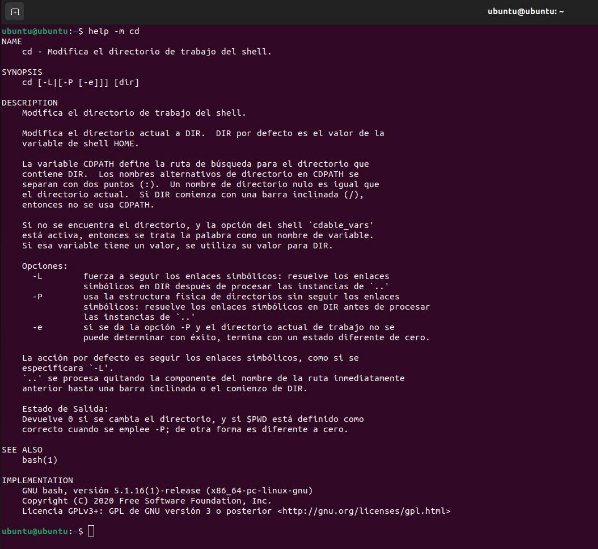 ubuntu@ubuntu: ~
ubuntu@ubuntu:~$ help -m cd
NAME
    cd - Modifica el directorio de trabajo del shell.

SYNOPSIS
    cd [-L|[-P [-e]]] [dir]

DESCRIPTION
    Modifica el directorio de trabajo del shell.

    Modifica el directorio actual a DIR.  DIR por defecto es el valor de la
    variable de shell HOME.

    La variable CDPATH define la ruta de búsqueda para el directorio que
    contiene DIR.  Los nombres alternativos de directorio en CDPATH se
    separan con dos puntos (:).  Un nombre de directorio nulo es igual que
    el directorio actual.  Si DIR comienza con una barra inclinada (/),
    entonces no se usa CDPATH.

    Si no se encuentra el directorio, y la opción del shell `cdable_vars'
    está activa, entonces se trata la palabra como un nombre de variable.
    Si esa variable tiene un valor, se utiliza su valor para DIR.

    Opciones:
      -L        fuerza a seguir los enlaces simbólicos: resuelve los enlaces
                simbólicos en DIR después de procesar las instancias de `..'
      -P        usa la estructura física de directorios sin seguir los enlaces
                simbólicos: resuelve los enlaces simbólicos en DIR antes de procesar
                las instancias de `..'
      -e        si se da la opción -P y el directorio actual de trabajo no se
                puede determinar con éxito, termina con un estado diferente de cero.

    La acción por defecto es seguir los enlaces simbólicos, como si se
    especificara `-L'.
    `..' se procesa quitando la componente del nombre de la ruta inmediatamente
    anterior hasta una barra inclinada o el comienzo de DIR.

    Estado de Salida:
    Devuelve 0 si se cambia el directorio, y si $PWD está definido como
    correcto cuando se emplee -P; de otra forma es diferente a cero.

SEE ALSO
    bash(1)

IMPLEMENTATION
    GNU bash, versión 5.1.16(1)-release (x86_64-pc-linux-gnu)
    Copyright (C) 2020 Free Software Foundation, Inc.
    Licencia GPLv3+: GPL de GNU versión 3 o posterior <http://gnu.org/licenses/gpl.html>

ubuntu@ubuntu:~$